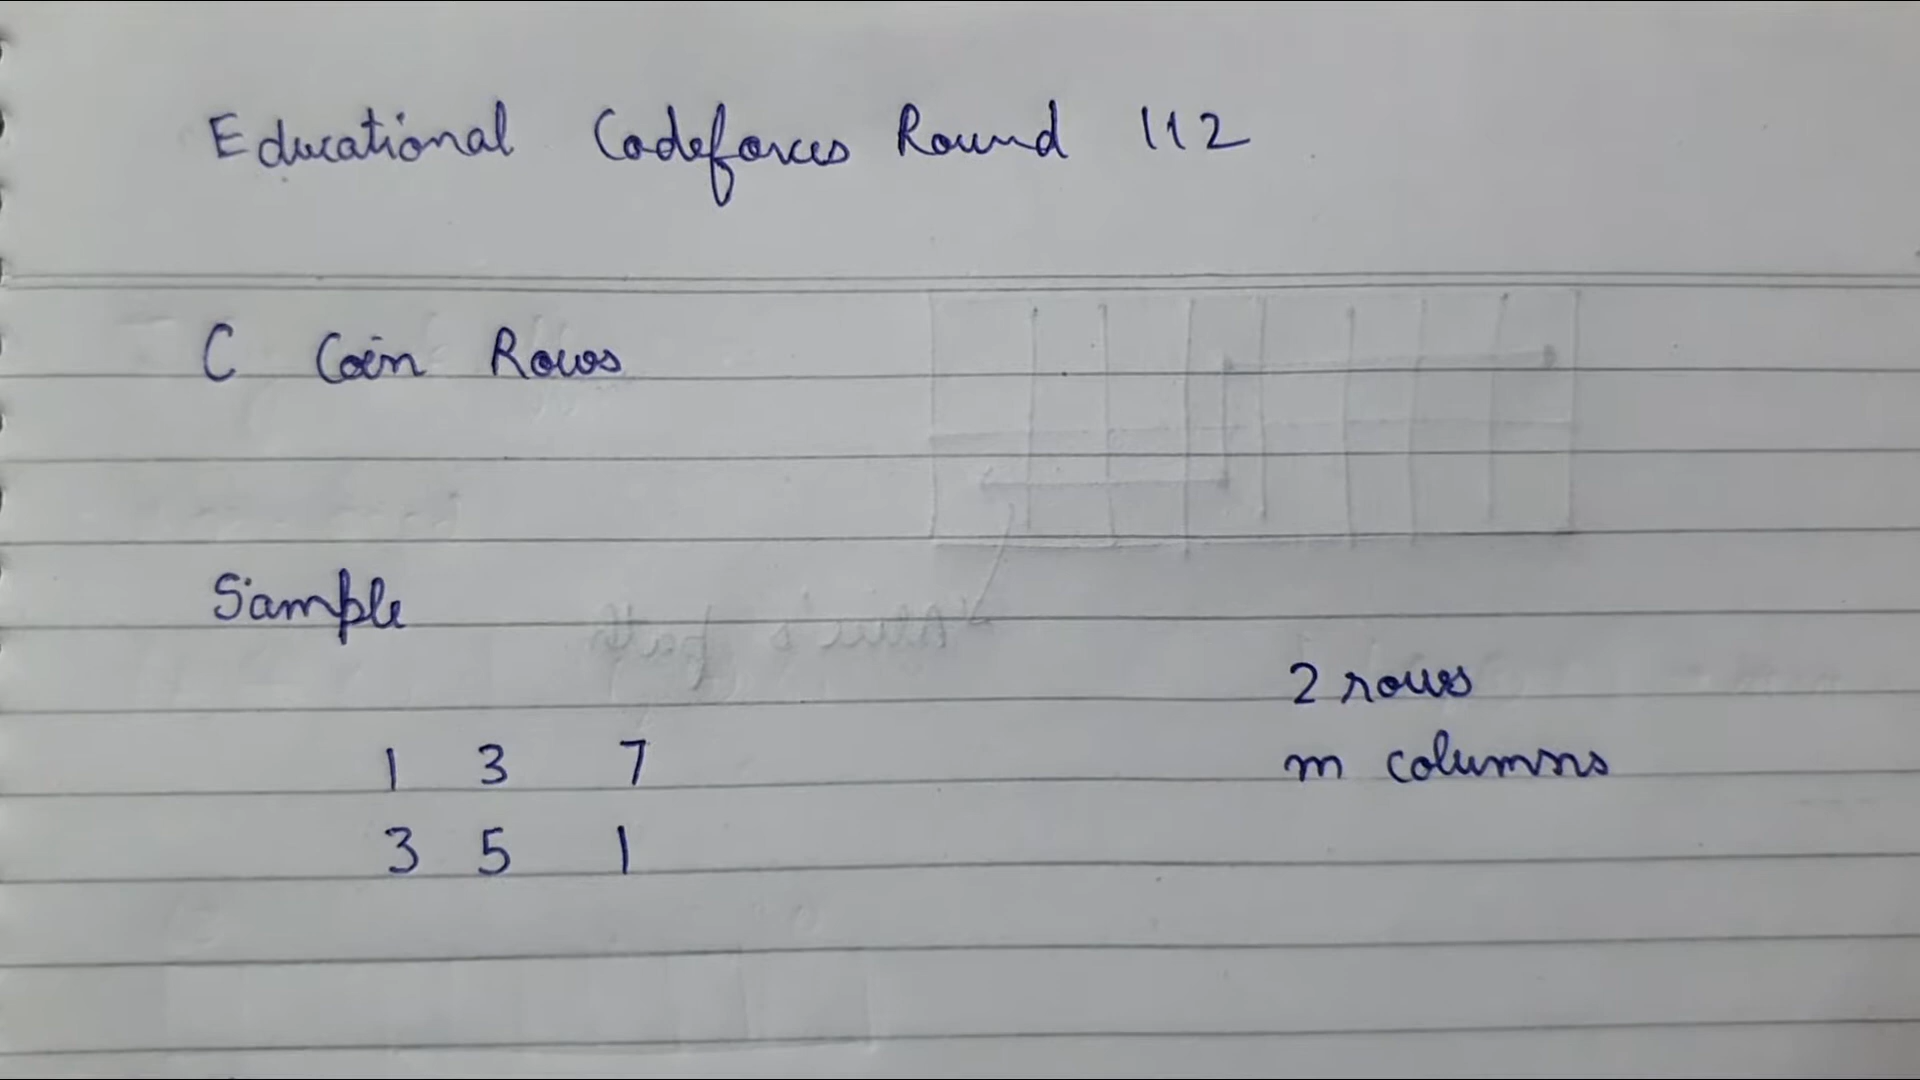 Educational Codeforces Round 112
C Coin Rows
Sample
2 rows
1 3 7
m columns
3 5 1